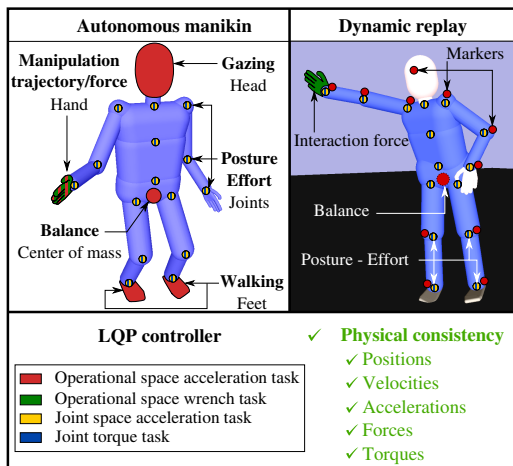 Autonomous manikin
Manipulation
trajectory/force
Hand
Gazing
Head
Posture
Effort
Joints
Balance
Center of mass
Walking
Feet
Dynamic replay
Markers
Interaction force
Balance
Posture - Effort
LQP controller
Operational space acceleration task
Operational space wrench task
Joint space acceleration task
Joint torque task
✓ Physical consistency
✓ Positions
✓ Velocities
✓ Accelerations
✓ Forces
✓ Torques